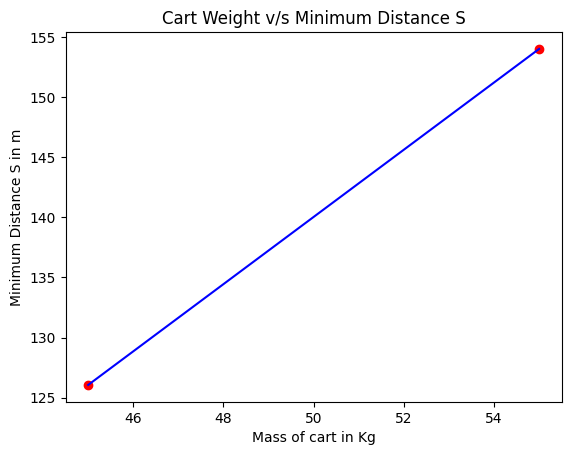 Cart Weight v/s Minimum Distance S
155
150
145
140
135
130
125
Minimum Distance S in m
46 48 50 52 54
Mass of cart in Kg